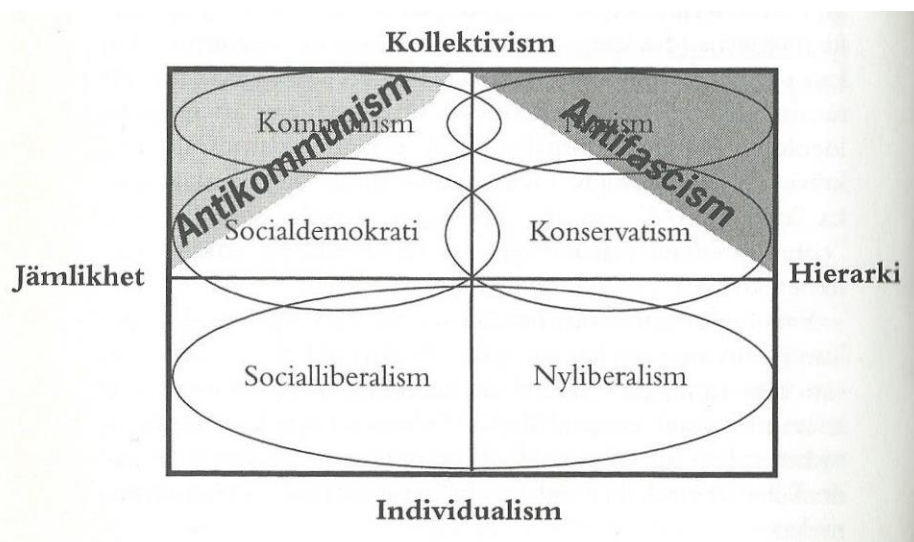 Kollektivism
Antikommunism
Antifascism
Kommunism
Nazism
Socialdemokrati
Konservatism
Jämlikhet
Hierarki
Socialliberalism
Nyliberalism
Individualism